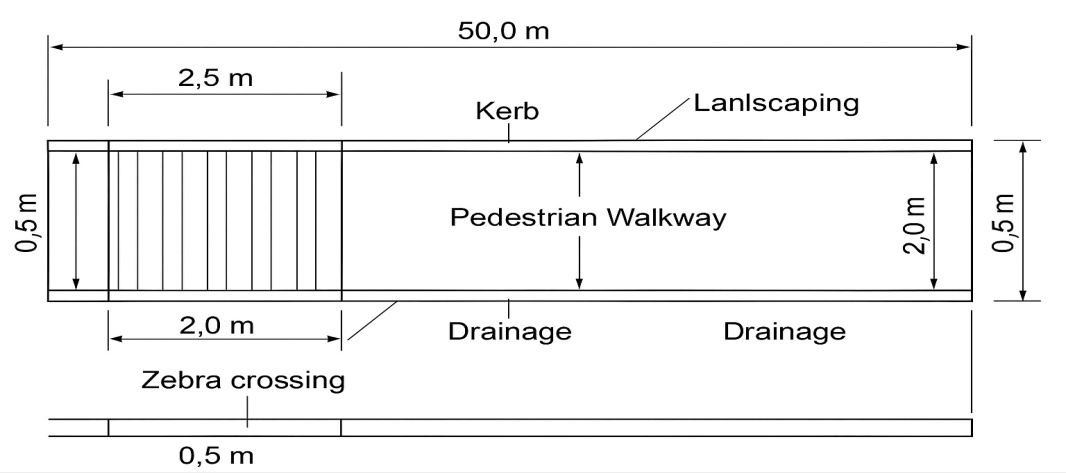 50,0 m
2,5 m
Kerb
Lanlscaping
0,5 m
Pedestrian Walkway
2,0 m
0,5 m
2,0 m
Drainage
Drainage
Zebra crossing
0,5 m